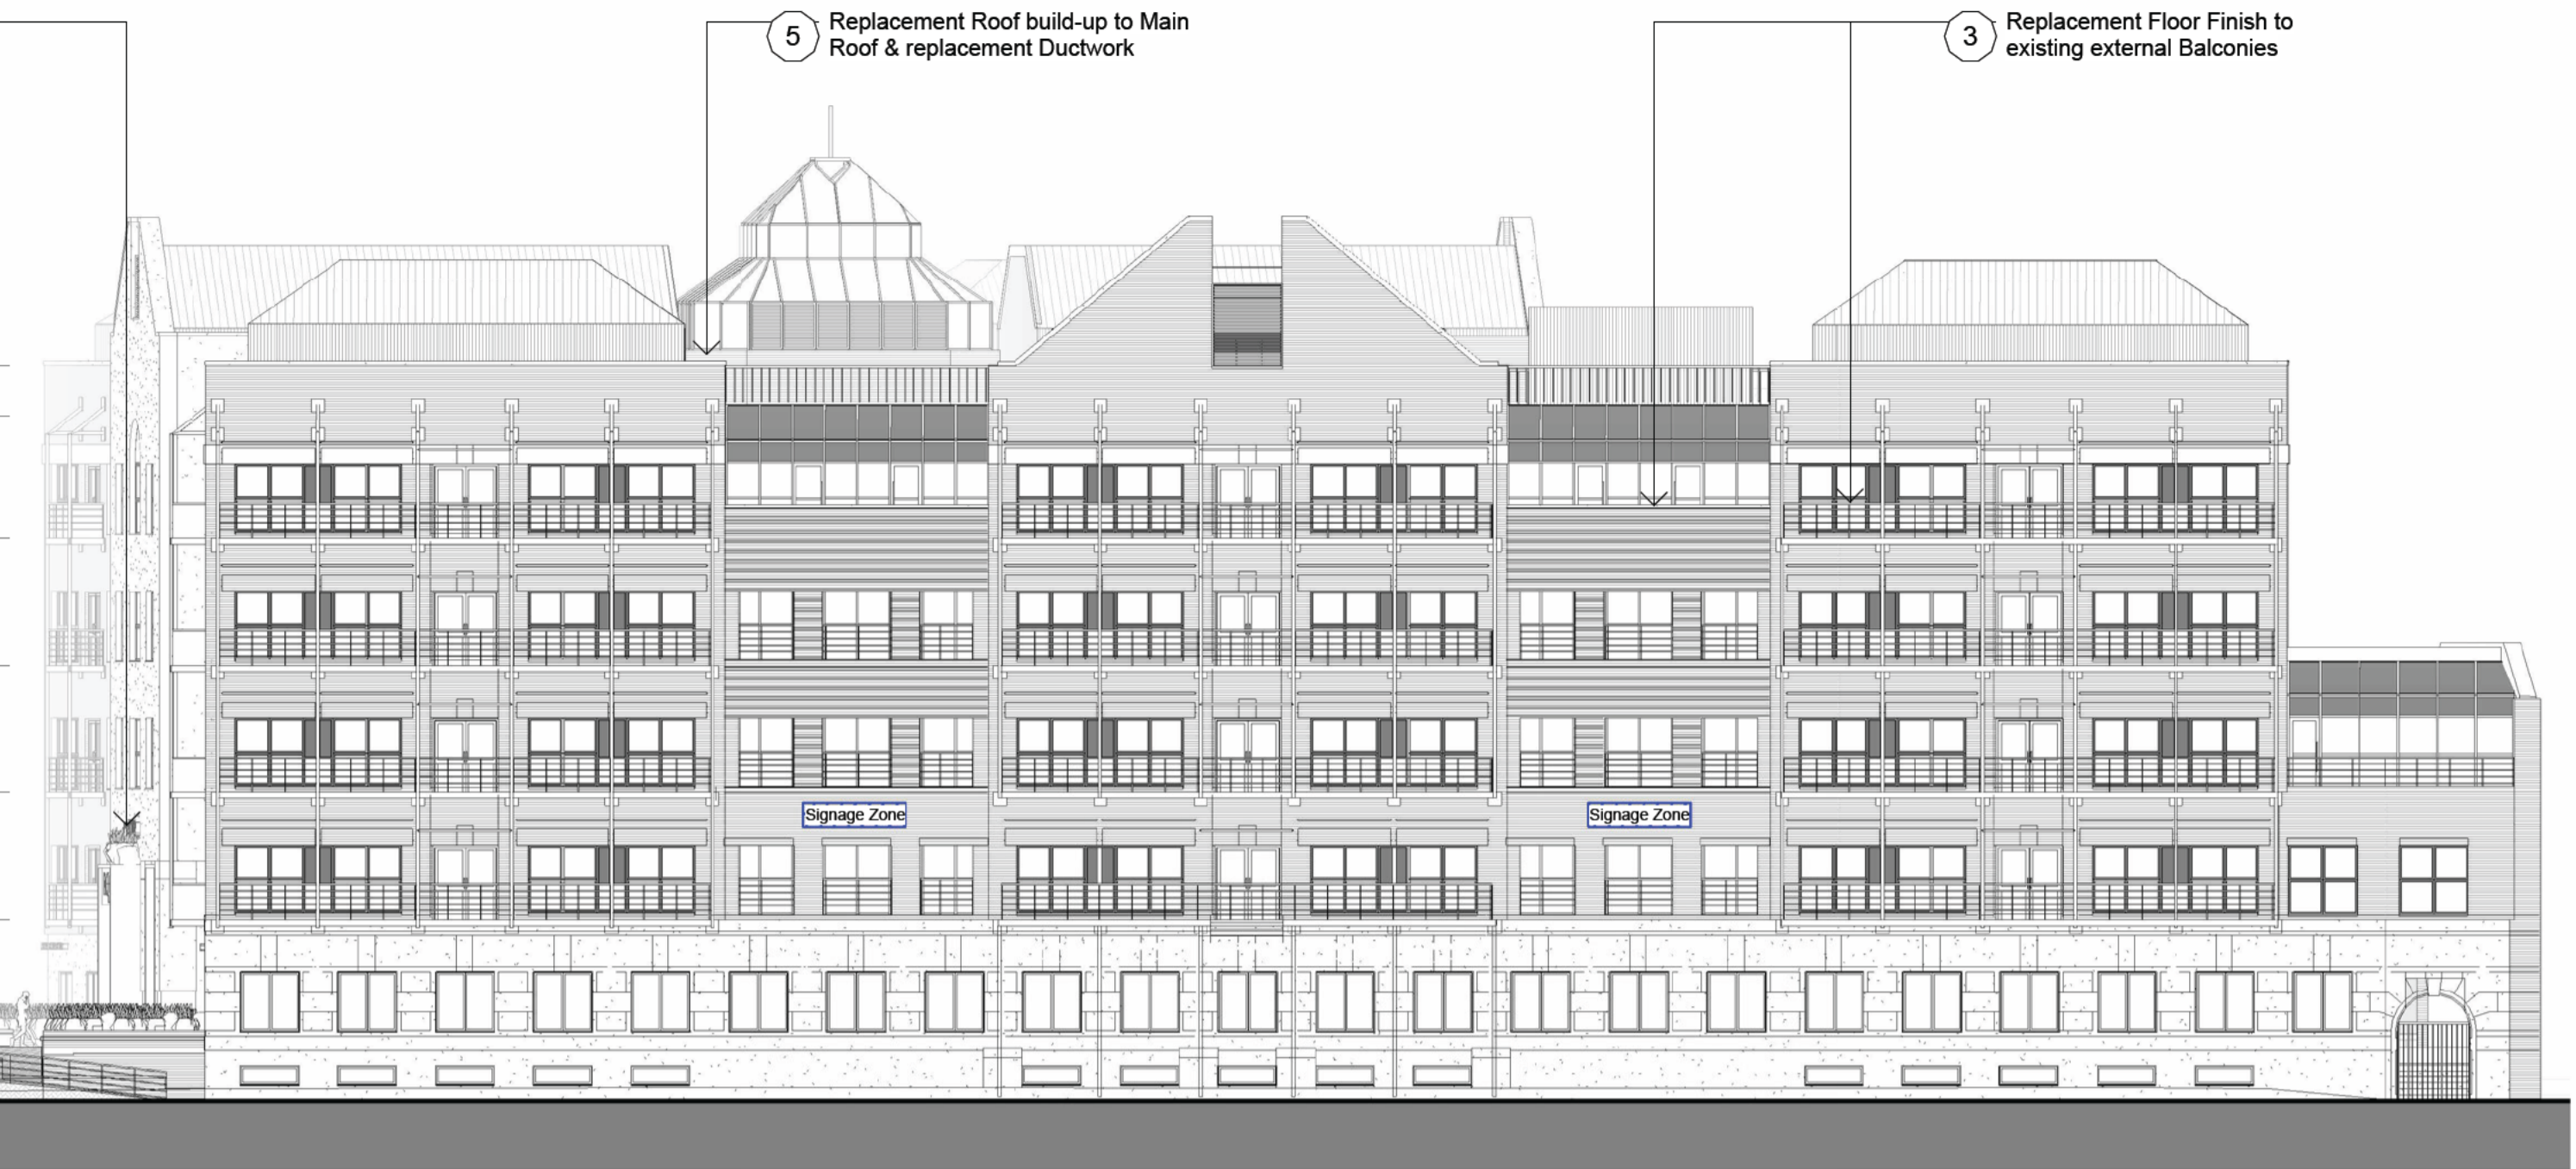 5
Replacement Roof build-up to Main
Roof & replacement Ductwork
3
Replacement Floor Finish to
existing external Balconies
Signage Zone
Signage Zone